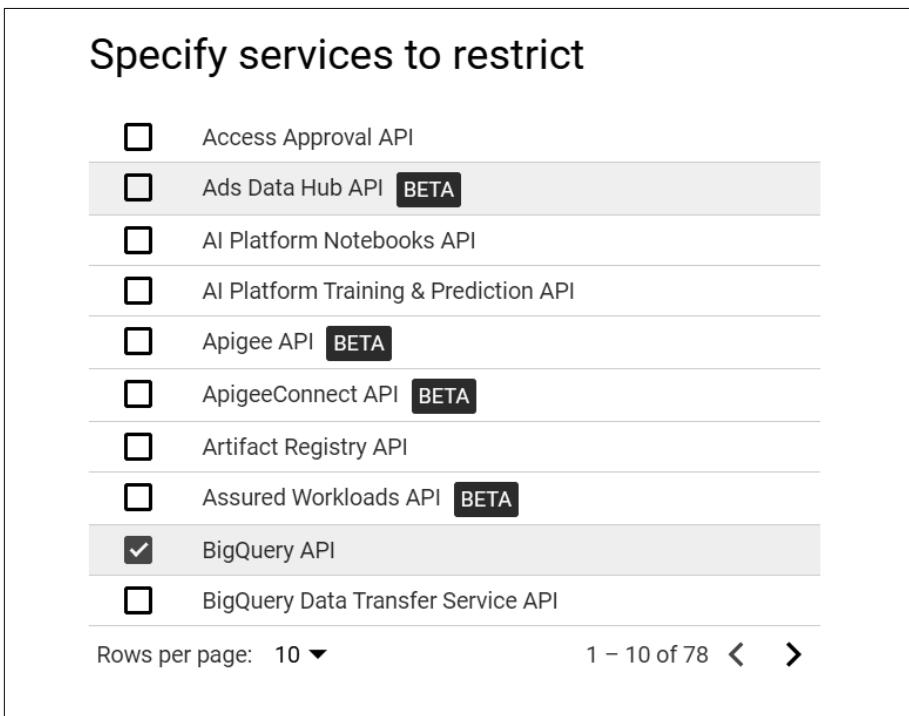 Specify services to restrict
Access Approval API
Ads Data Hub API BETA
AI Platform Notebooks API
AI Platform Training & Prediction API
Apigee API BETA
ApigeeConnect API BETA
Artifact Registry API
Assured Workloads API BETA
BigQuery API
BigQuery Data Transfer Service API
Rows per page: 10 1 – 10 of 78